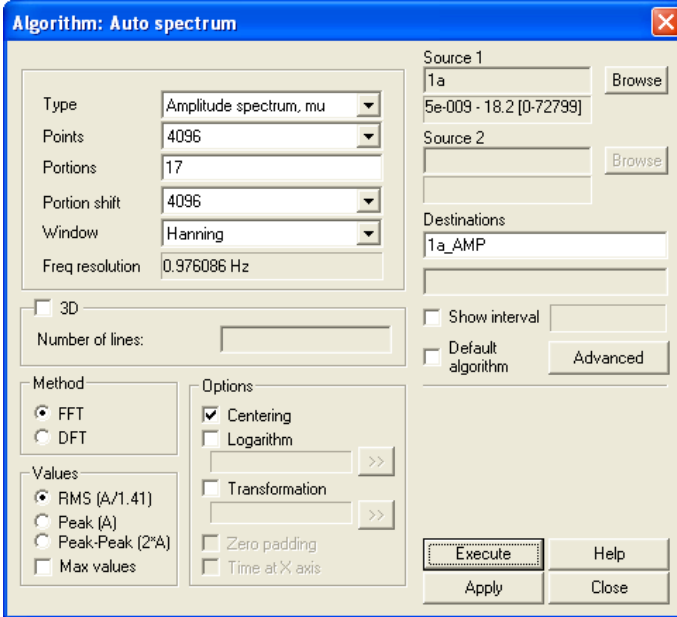 Algorithm: Auto spectrum
Type
Amplitude spectrum, mu
Points
4096
Portions
17
Portion shift
4096
Window
Hanning
Freq resolution
0.976086 Hz
3D
Number of lines:
Method
FFT
DFT
Values
RMS (A/1.41)
Peak (A)
Peak-Peak (2*A)
Max values
Options
Centering
Logarithm
>>
Transformation
>>
Zero padding
Time at X axis
Source 1
1a
Browse
5e-009 - 18.2 [0-72799]
Source 2
Browse
Destinations
1a_AMP
Show interval
Default
algorithm
Advanced
Execute
Help
Apply
Close